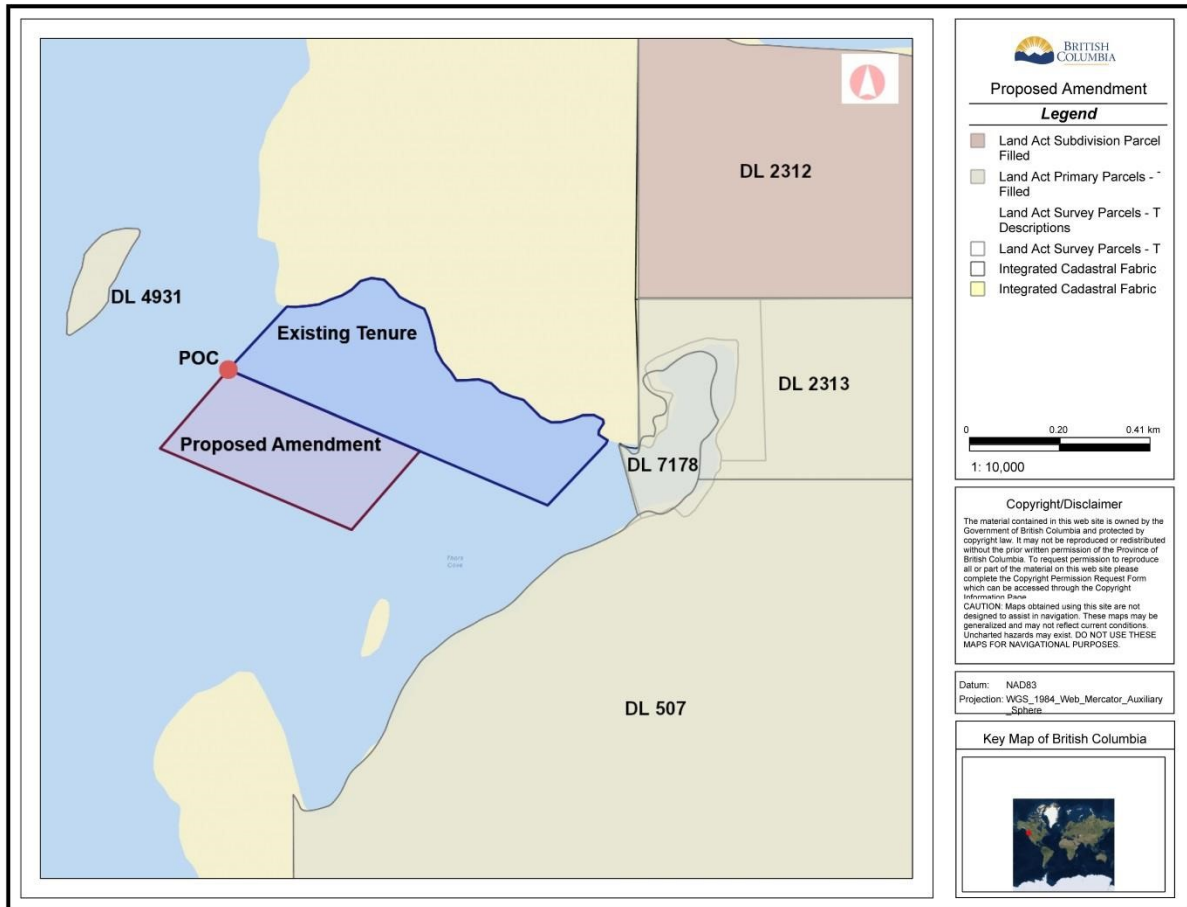 DL 2312
DL 4931
Existing Tenure
POC
DL 2313
Proposed Amendment
DL 7178
Cove
DL 507
BRITISH
COLUMBIA
Proposed Amendment
Legend
Land Act Subdivision Parcel
Filled
Land Act Primary Parcels - T
Filled
Land Act Survey Parcels - T
Descriptions
Land Act Survey Parcels - T
Integrated Cadastral Fabric
Integrated Cadastral Fabric
0 0.20 0.41 km
1: 10,000
Copyright/Disclaimer
The material contained in this web site is owned by the
Government of British Columbia and protected by
copyright law. It may not be reproduced or redistributed
without the prior written permission of the Province of
British Columbia. To request permission to reproduce
all or part of the material on this web site please
complete the Copyright Permission Request Form
which can be accessed through the Copyright
Information Page
CAUTION: Maps obtained using this site are not
designed to assist in navigation. These maps may be
generalized and may not reflect current conditions.
Uncharted hazards may exist. DO NOT USE THESE
MAPS FOR NAVIGATIONAL PURPOSES.
Datum: NAD83
Projection: WGS_1984_Web_Mercator_Auxiliary
_Sphere
Key Map of British Columbia